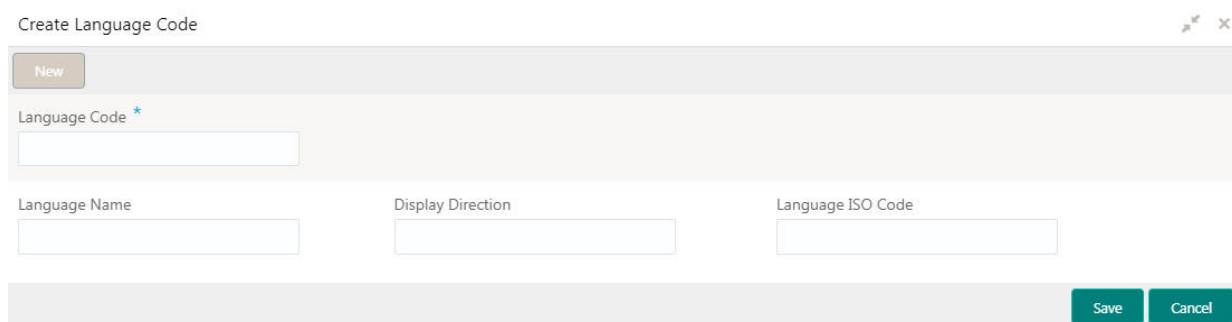 Create Language Code
New
Language Code *
Language Name Display Direction Language ISO Code
Save Cancel